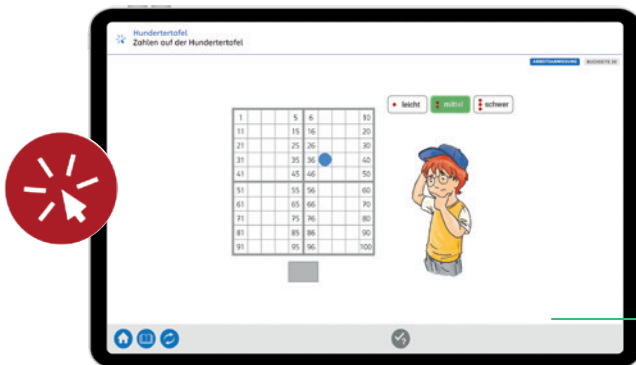 Hundertertafel
Zahlen auf der Hundertertafel
ARBEITSANWEISUNG BUCHSEITE 30
leicht mittel schwer
1 5 6 10
11 15 16 20
21 25 26 30
31 35 36 40
41 45 46 50
51 55 56 60
61 65 66 70
71 75 76 80
81 85 86 90
91 95 96 100
?